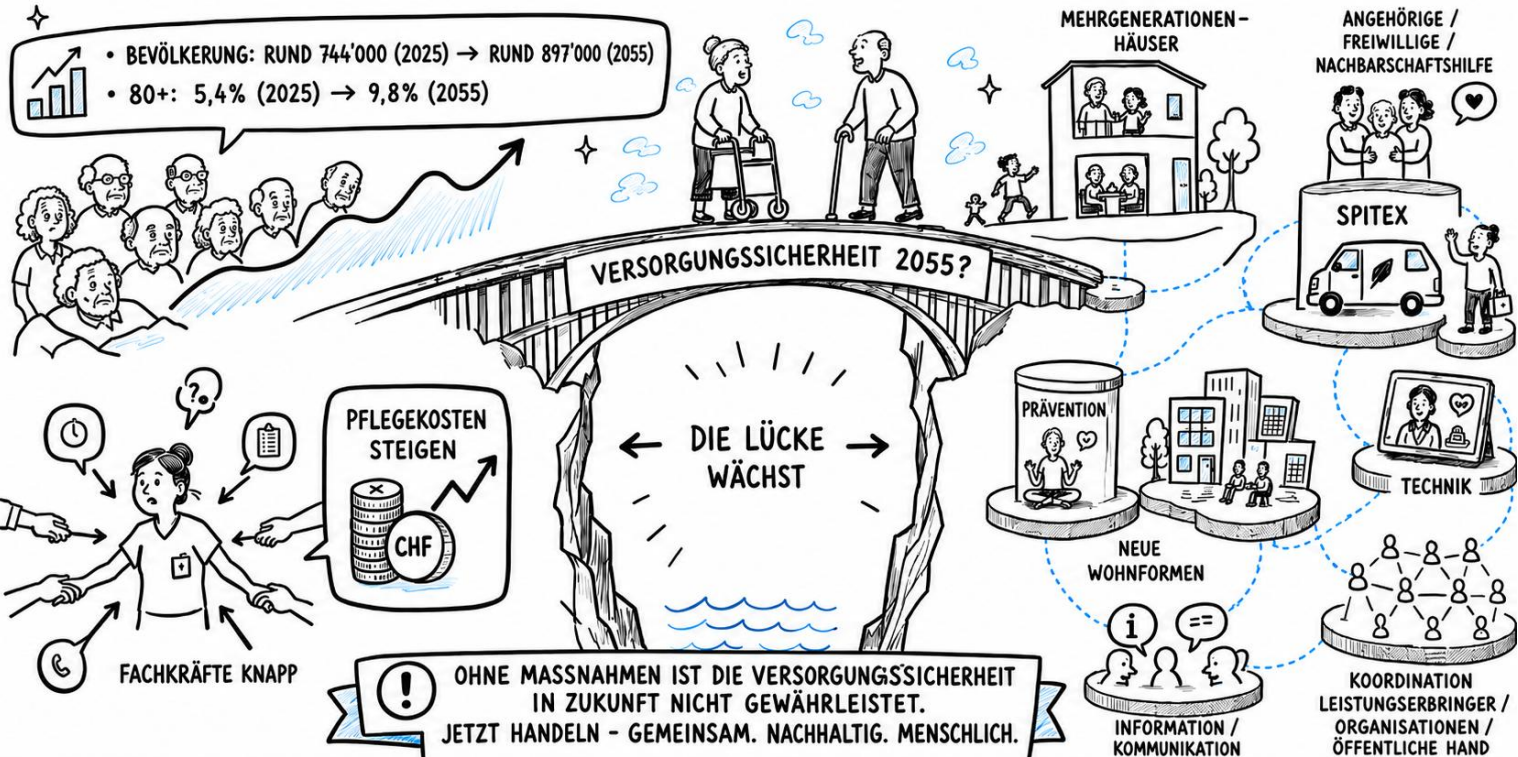 • BEVÖLKERUNG: RUND 744'000 (2025) → RUND 897'000 (2055)
• 80+: 5,4% (2025) → 9,8% (2055)
MEHRGENERATIONEN-
HÄUSER
ANGEHÖRIGE /
FREIWILLIGE /
NACHBARSCHAFTSHILFE
SPITEX
VERSORGUNGSSICHERHEIT 2055?
?
PFLEGEKOSTEN
STEIGEN
CHF
FACHKRÄFTE KNAPP
DIE LÜCKE
WÄCHST
PRÄVENTION
NEUE
WOHNFORMEN
TECHNIK
i
INFORMATION /
KOMMUNIKATION
KOORDINATION
LEISTUNGSERBRINGER /
ORGANISATIONEN /
ÖFFENTLICHE HAND
!
OHNE MASSNAHMEN IST DIE VERSORGUNGSSICHERHEIT
IN ZUKUNFT NICHT GEWÄHRLEISTET.
JETZT HANDELN – GEMEINSAM. NACHHALTIG. MENSCHLICH.